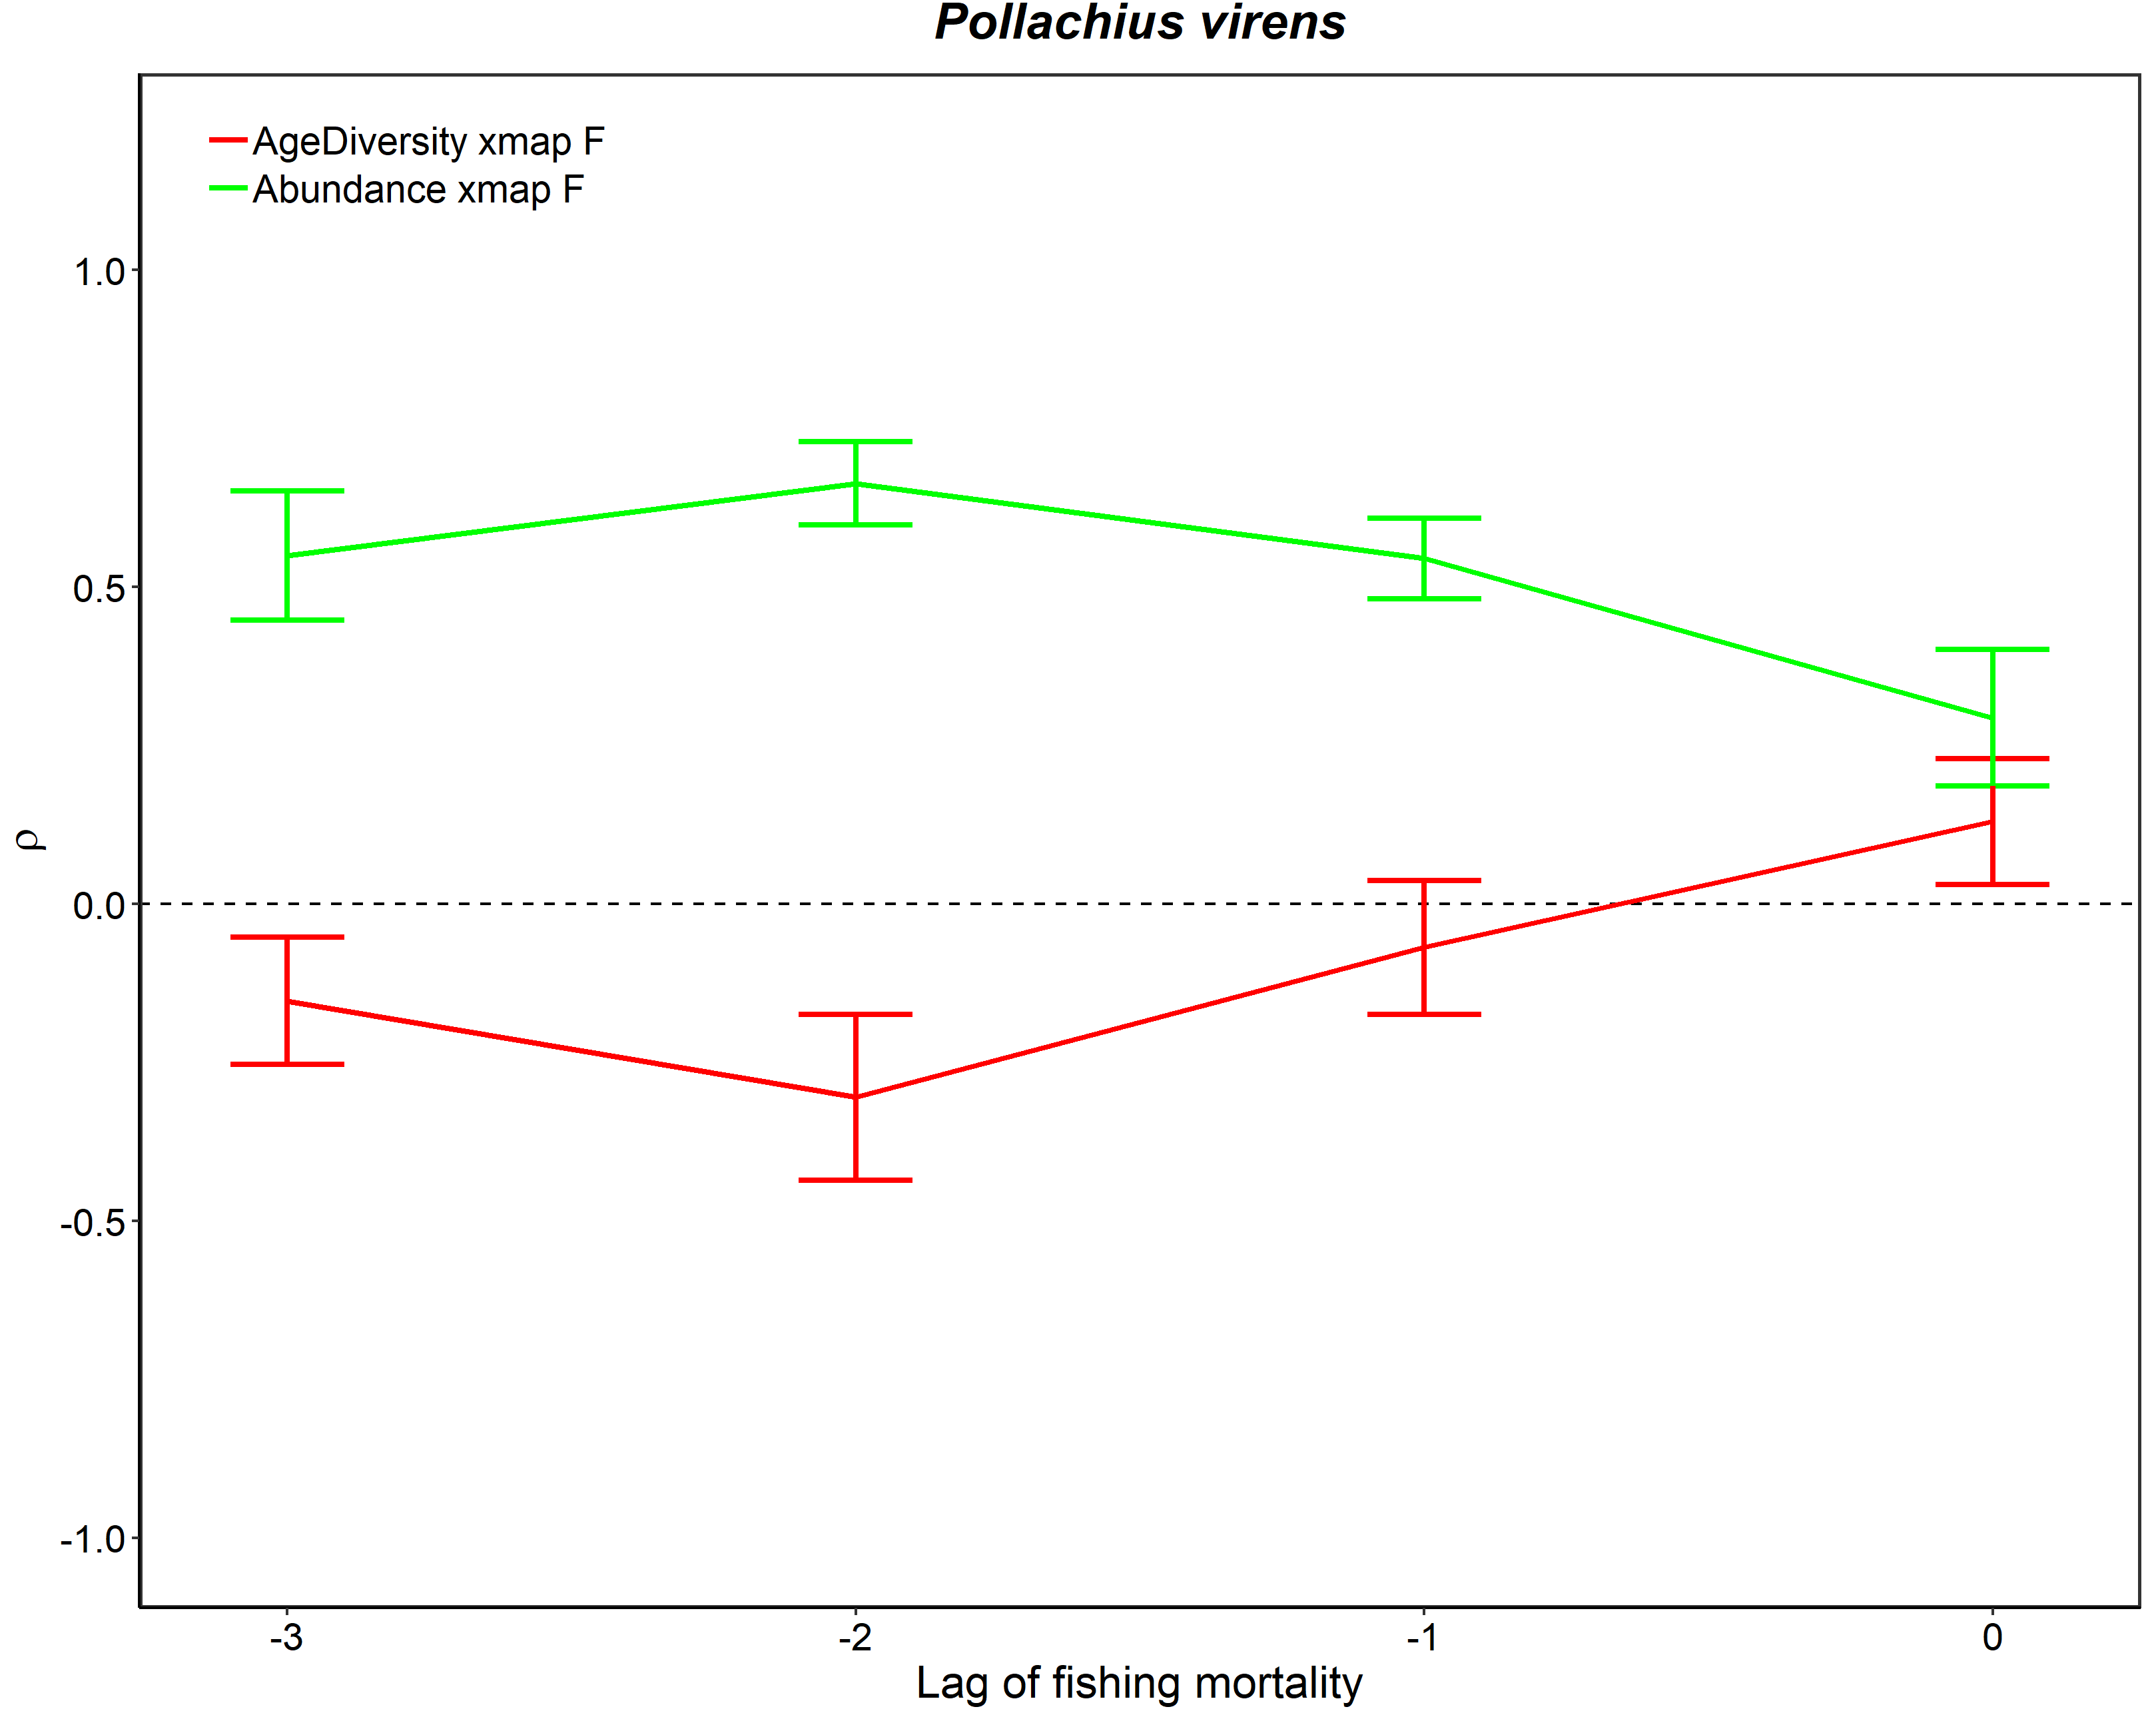 Pollachius virens
AgeDiversity xmap F
Abundance xmap F
1.0
0.5
0.0
-0.5
-1.0
ρ
-3
-2
-1
0
Lag of fishing mortality